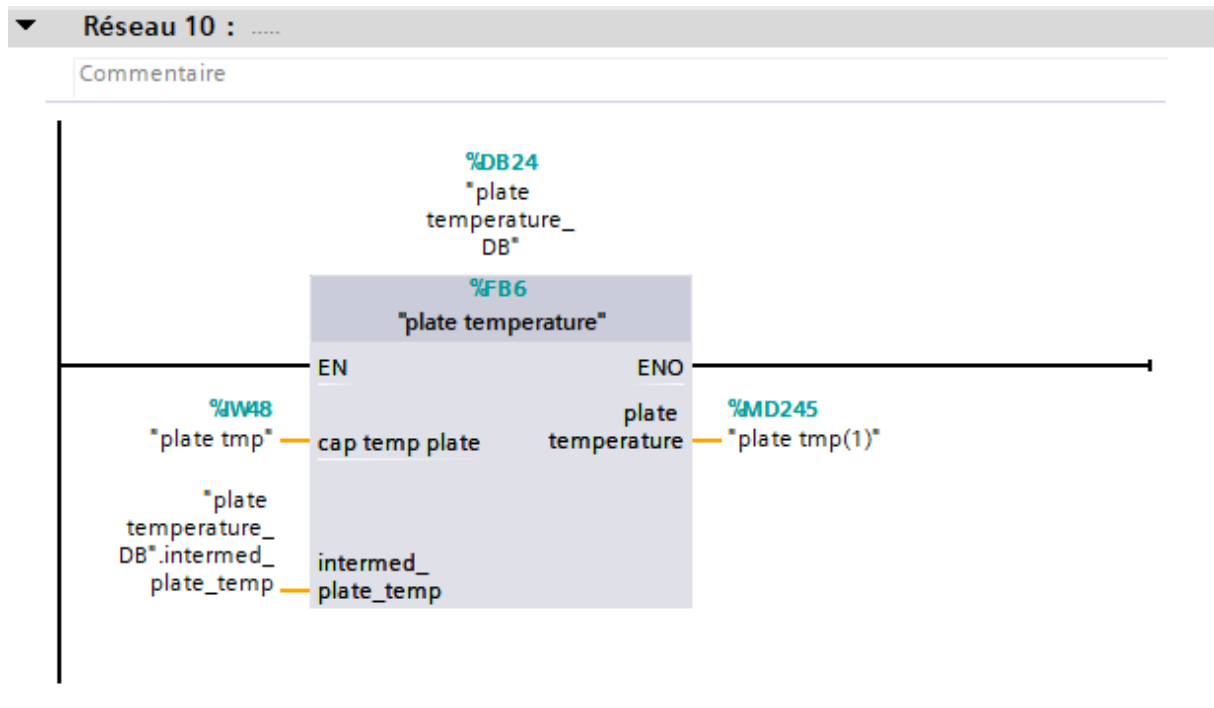 Réseau 10 : .....
Commentaire
%DB24
"plate
temperature_
DB"
%FB6
"plate temperature"
EN
ENO
%IW48
"plate tmp"
cap temp plate
plate
temperature
%MD245
"plate tmp(1)"
"plate
temperature_
DB".intermed_
plate_temp
intermed_
plate_temp